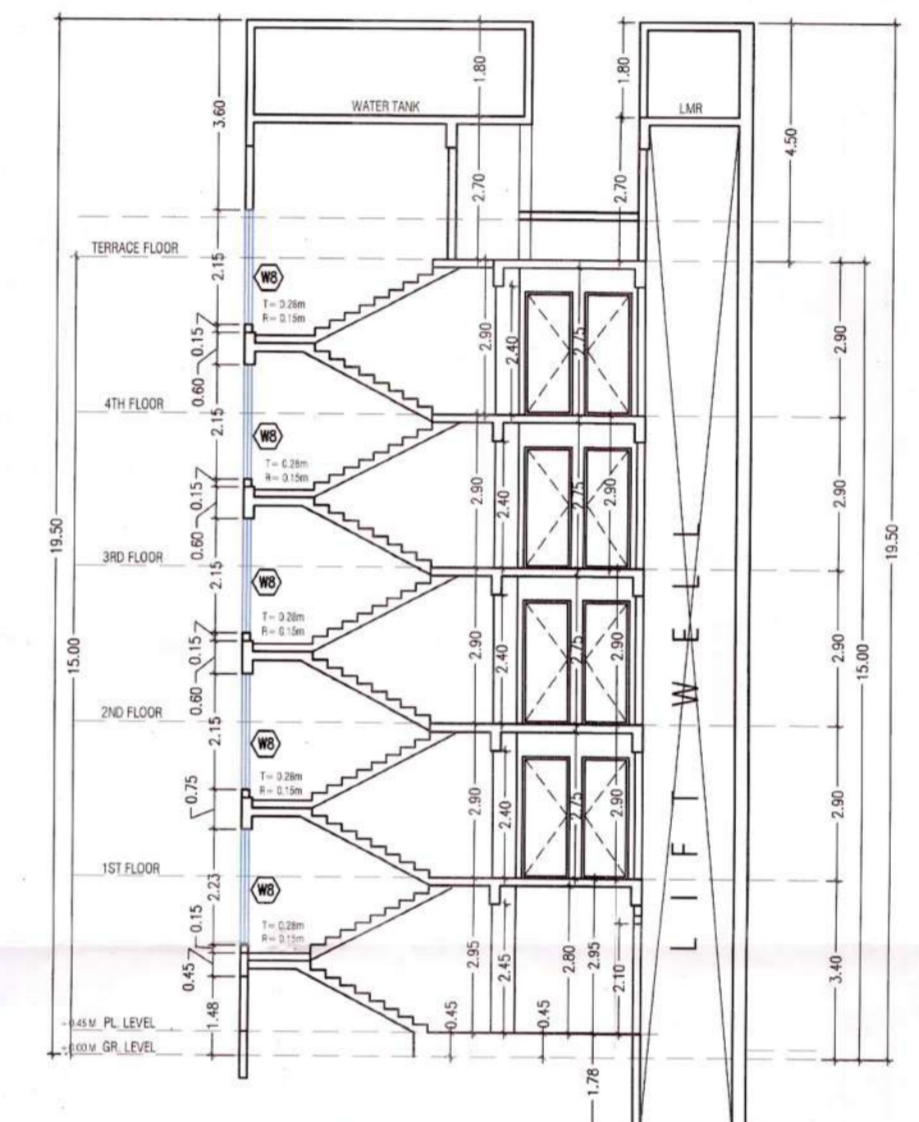 WATER TANK
LMR
1.80
1.80
3.60
4.50
2.70
2.70
TERRACE FLOOR
2.15
W8
T= 0.28m
R= 0.15m
0.15
0.60
2.90
2.40
2.75
2.90
4TH FLOOR
2.15
W8
T= 0.28m
R= 0.15m
0.15
0.60
2.90
2.40
2.75
2.90
2.90
19.50
19.50
3RD FLOOR
2.15
W8
T= 0.28m
R= 0.15m
0.15
0.60
2.90
2.40
2.75
2.90
2.90
15.00
15.00
2ND FLOOR
2.15
W8
T= 0.28m
R= 0.15m
0.75
2.90
2.40
2.75
2.90
2.90
LIFT WELL
1ST FLOOR
2.23
W8
T= 0.28m
R= 0.15m
0.15
0.45
1.48
2.95
2.45
2.80
2.95
2.10
3.40
0.45
0.45
+0.45 M PL. LEVEL
+0.00 M GR. LEVEL
1.78